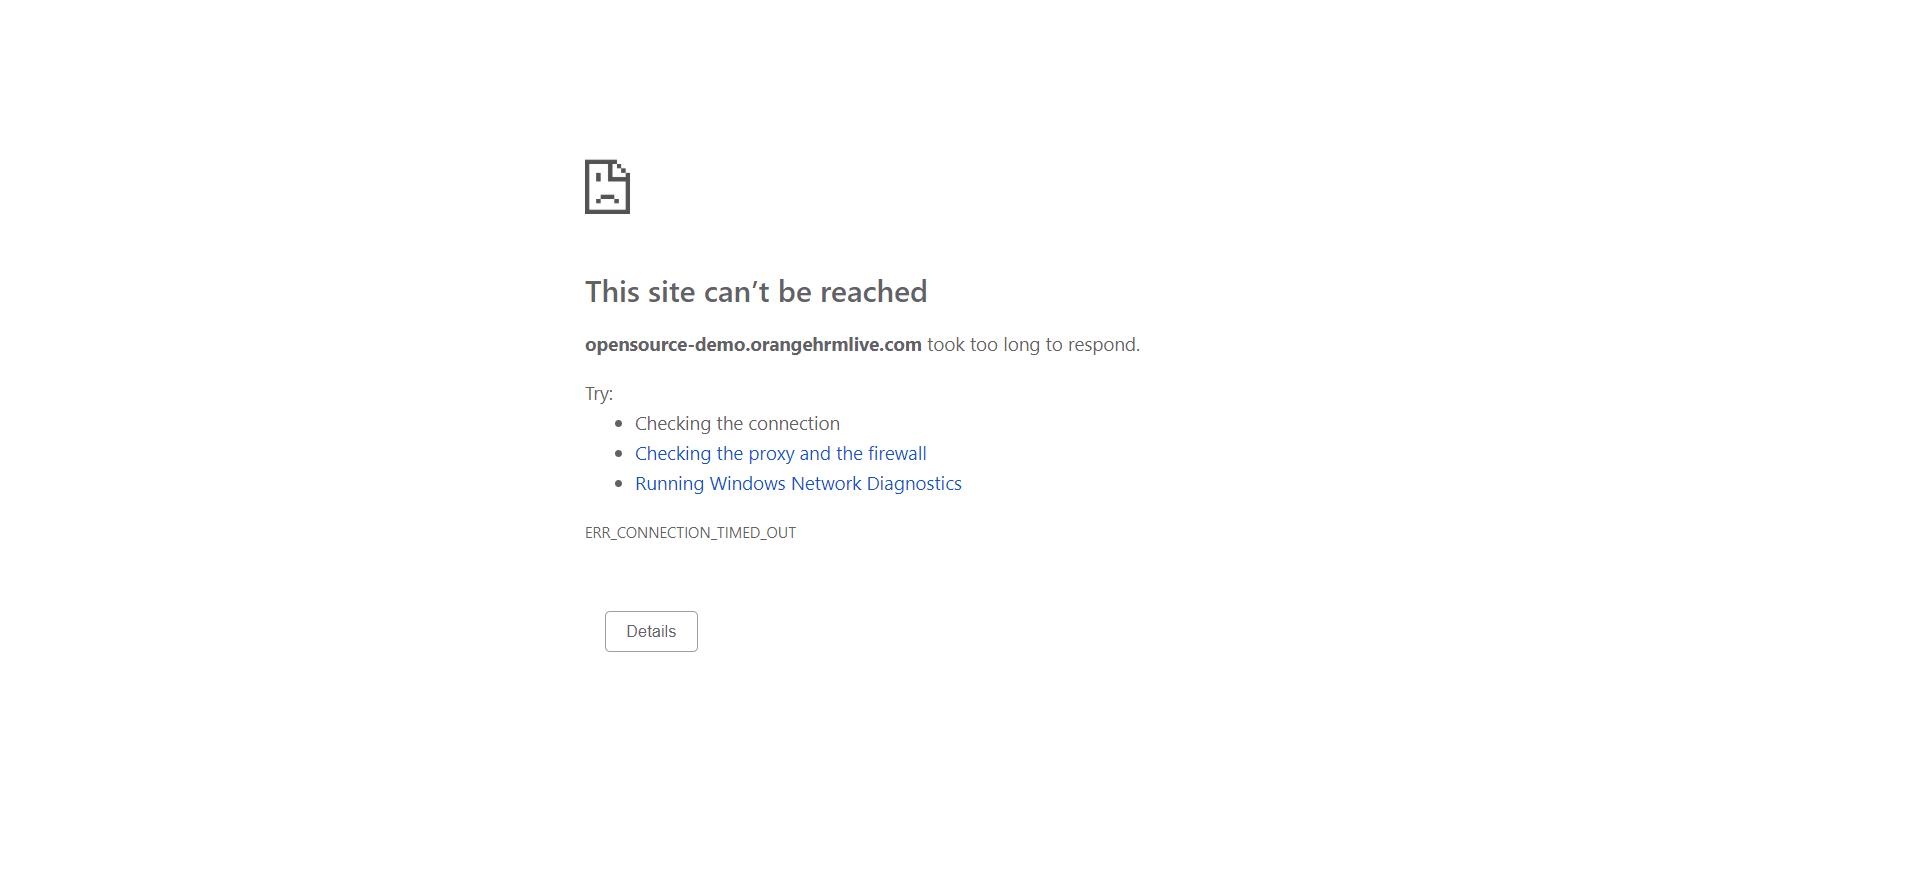 This site can’t be reached
opensource-demo.orangehrmlive.com took too long to respond.
Try:
Checking the connection
Checking the proxy and the firewall
Running Windows Network Diagnostics
ERR_CONNECTION_TIMED_OUT
Details